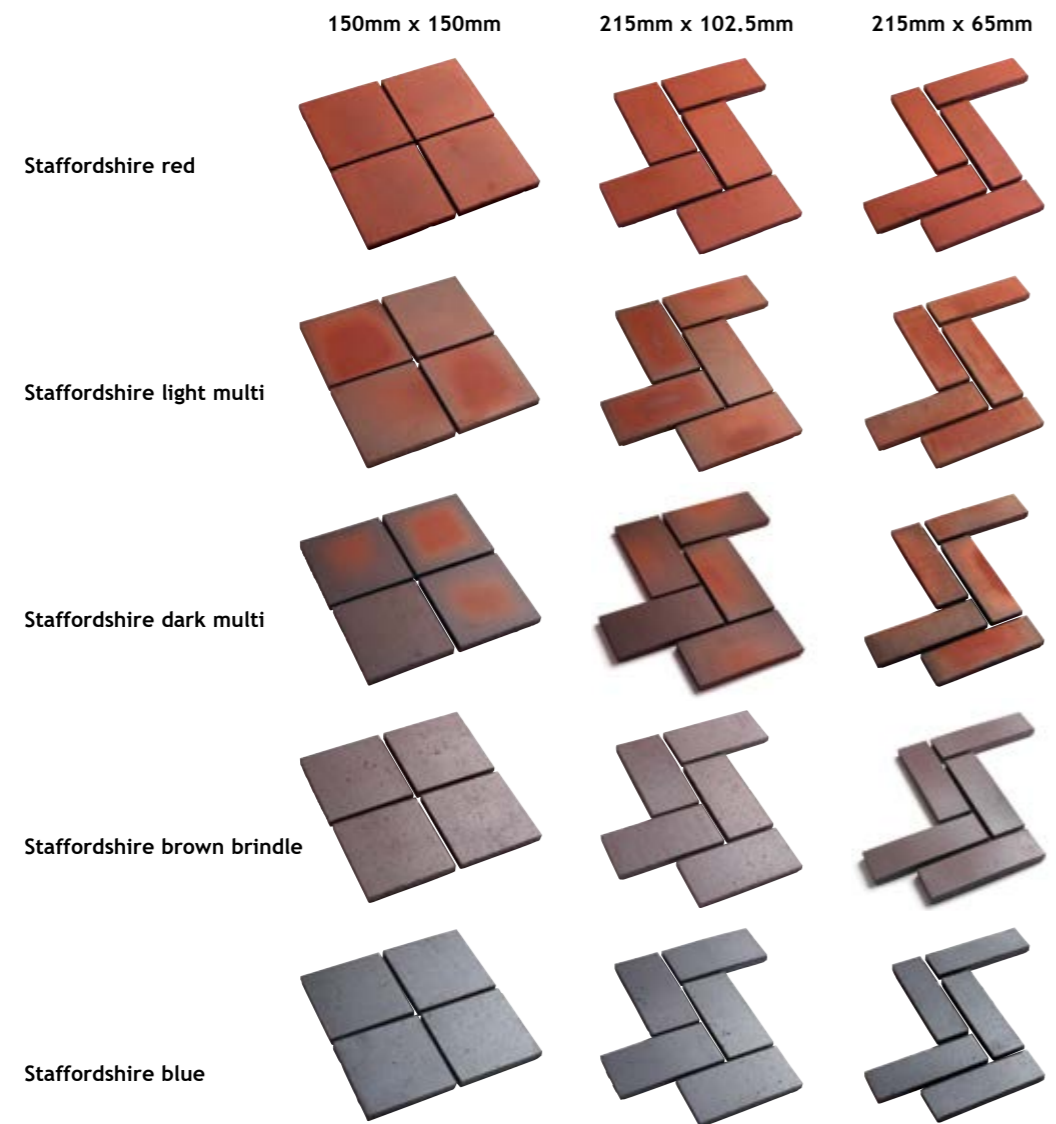 150mm x 150mm 215mm x 102.5mm 215mm x 65mm
Staffordshire red
Staffordshire light multi
Staffordshire dark multi
Staffordshire brown brindle
Staffordshire blue